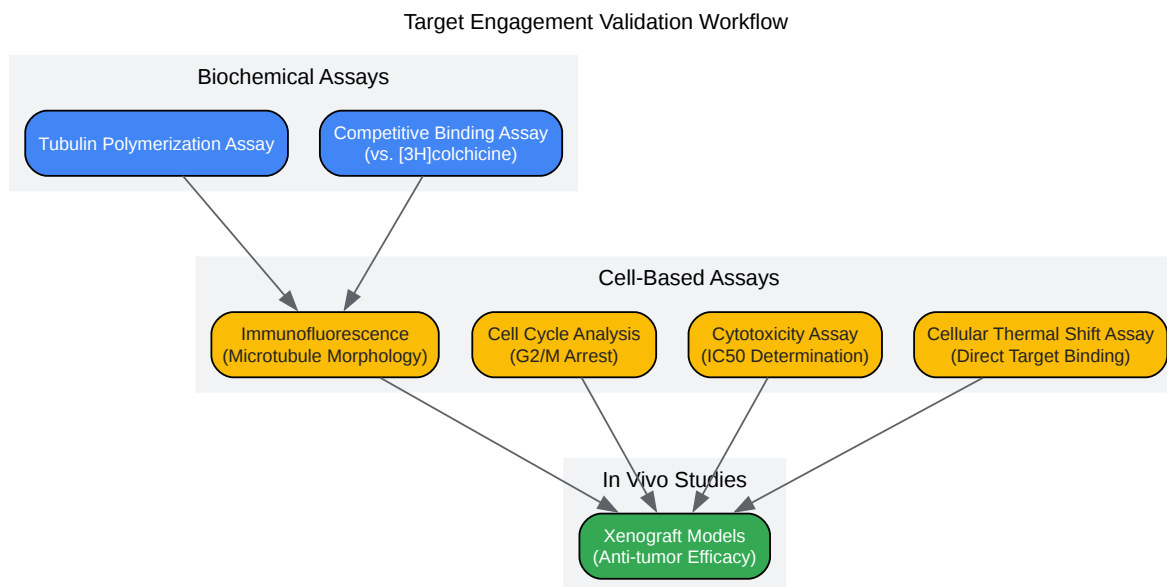 Target Engagement Validation Workflow
Biochemical Assays
Tubulin Polymerization Assay
Competitive Binding Assay
(vs. [3H]colchicine)
Cell-Based Assays
Immunofluorescence
(Microtubule Morphology)
Cell Cycle Analysis
(G2/M Arrest)
Cytotoxicity Assay
(IC50 Determination)
Cellular Thermal Shift Assay
(Direct Target Binding)
In Vivo Studies
Xenograft Models
(Anti-tumor Efficacy)